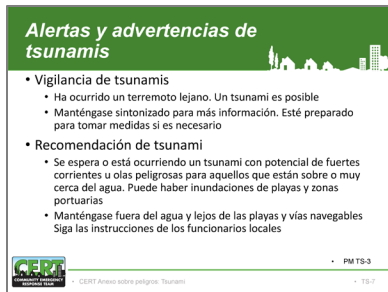 Alertas y advertencias de
tsunamis
• Vigilancia de tsunamis
• Ha ocurrido un terremoto lejano. Un tsunami es posible
• Manténgase sintonizado para más información. Esté preparado
para tomar medidas si es necesario
• Recomendación de tsunami
• Se espera o está ocurriendo un tsunami con potencial de fuertes
corrientes u olas peligrosas para aquellos que están sobre o muy
cerca del agua. Puede haber inundaciones de playas y zonas
portuarias
• Manténgase fuera del agua y lejos de las playas y vías navegables
Siga las instrucciones de los funcionarios locales
• PM TS-3
CERT
COMMUNITY EMERGENCY
RESPONSE TEAM
• CERT Anexo sobre peligros: Tsunami
• TS-7